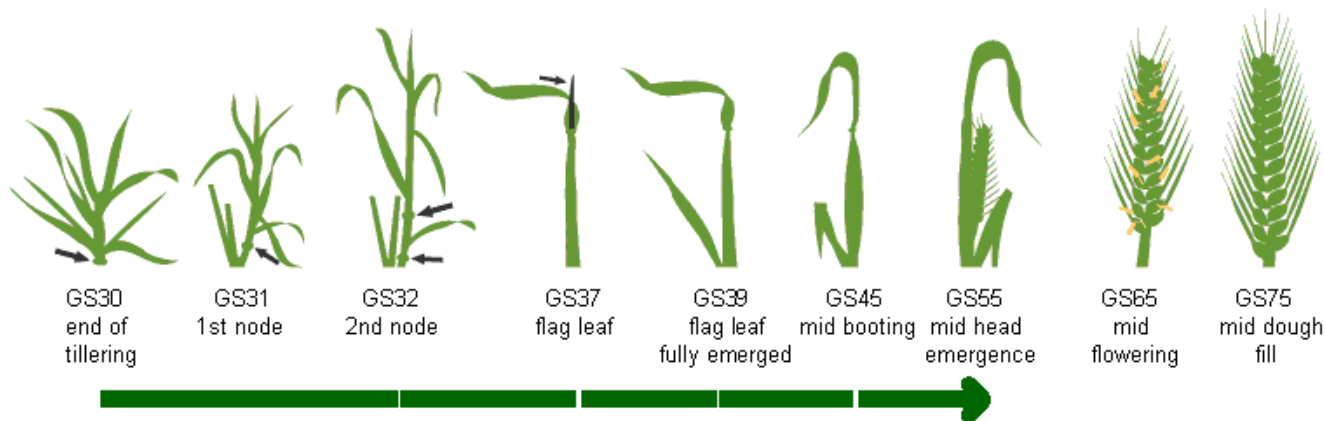 GS30
end of
tillering
GS31
1st node
GS32
2nd node
GS37
flag leaf
GS39
flag leaf
fully emerged
GS45
mid booting
GS55
mid head
emergence
GS65
mid
flowering
GS75
mid dough
fill